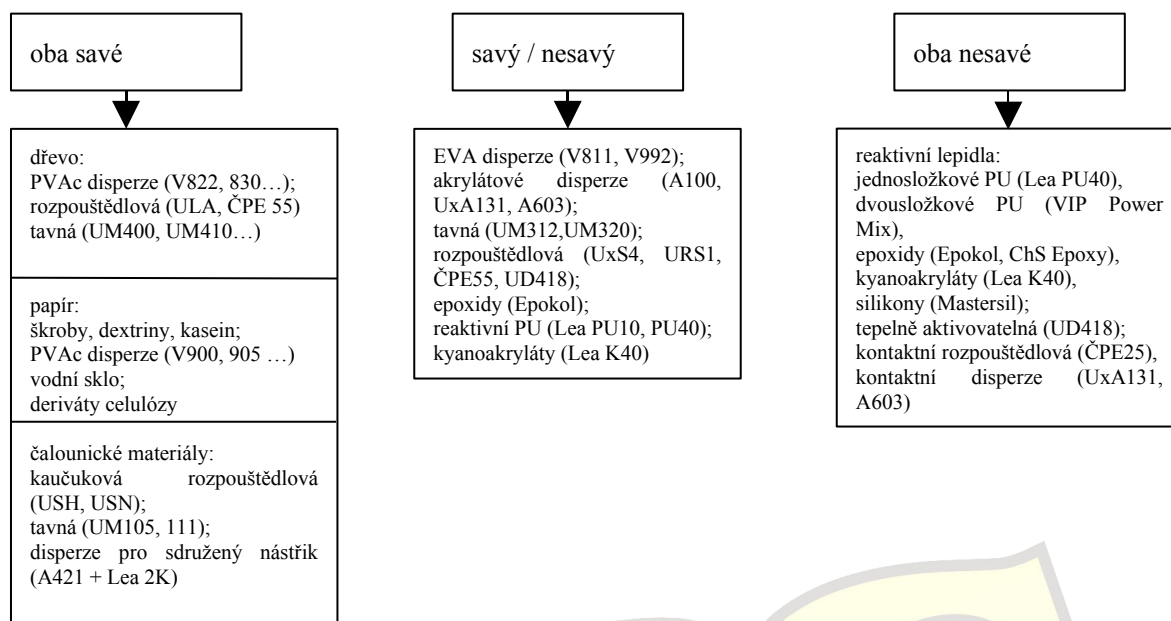 oba savé
dřevo:
PVAc disperze (V822, 830…);
rozpouštědlová (ULA, ČPE 55)
tavná (UM400, UM410…)
papír:
škroby, dextriny, kasein;
PVAc disperze (V900, 905 …)
vodní sklo;
deriváty celulózy
čalounické materiály:
kaučuková rozpouštědlová
(USH, USN);
tavná (UM105, 111);
disperze pro sdružený nástřik
(A421 + Lea 2K)
savý / nesavý
EVA disperze (V811, V992);
akrylátové disperze (A100,
UxA131, A603);
tavná (UM312,UM320);
rozpouštědlová (UxS4, URS1,
ČPE55, UD418);
epoxidy (Epokol);
reaktivní PU (Lea PU10, PU40);
kyanoakryláty (Lea K40)
oba nesavé
reaktivní lepidla:
jednosložkové PU (Lea PU40),
dvousložkové PU (VIP Power
Mix),
epoxidy (Epokol, ChS Epoxy),
kyanoakryláty (Lea K40),
silikony (Mastersil);
tepelně aktivovatelná (UD418);
kontaktní rozpouštědlová (ČPE25),
kontaktní disperze (UxA131,
A603)